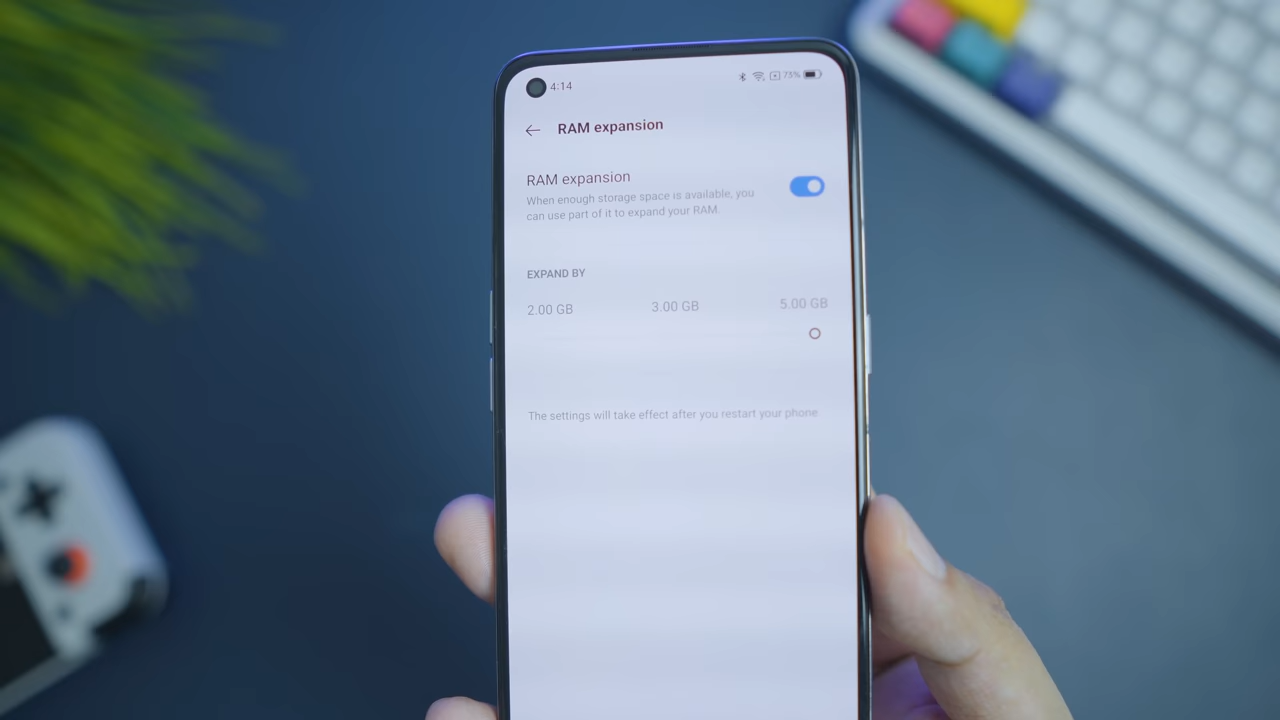 4:14
73%
RAM expansion
RAM expansion
When enough storage space is available, you
can use part of it to expand your RAM.
EXPAND BY
2.00 GB 3.00 GB 5.00 GB
The settings will take effect after you restart your phone.